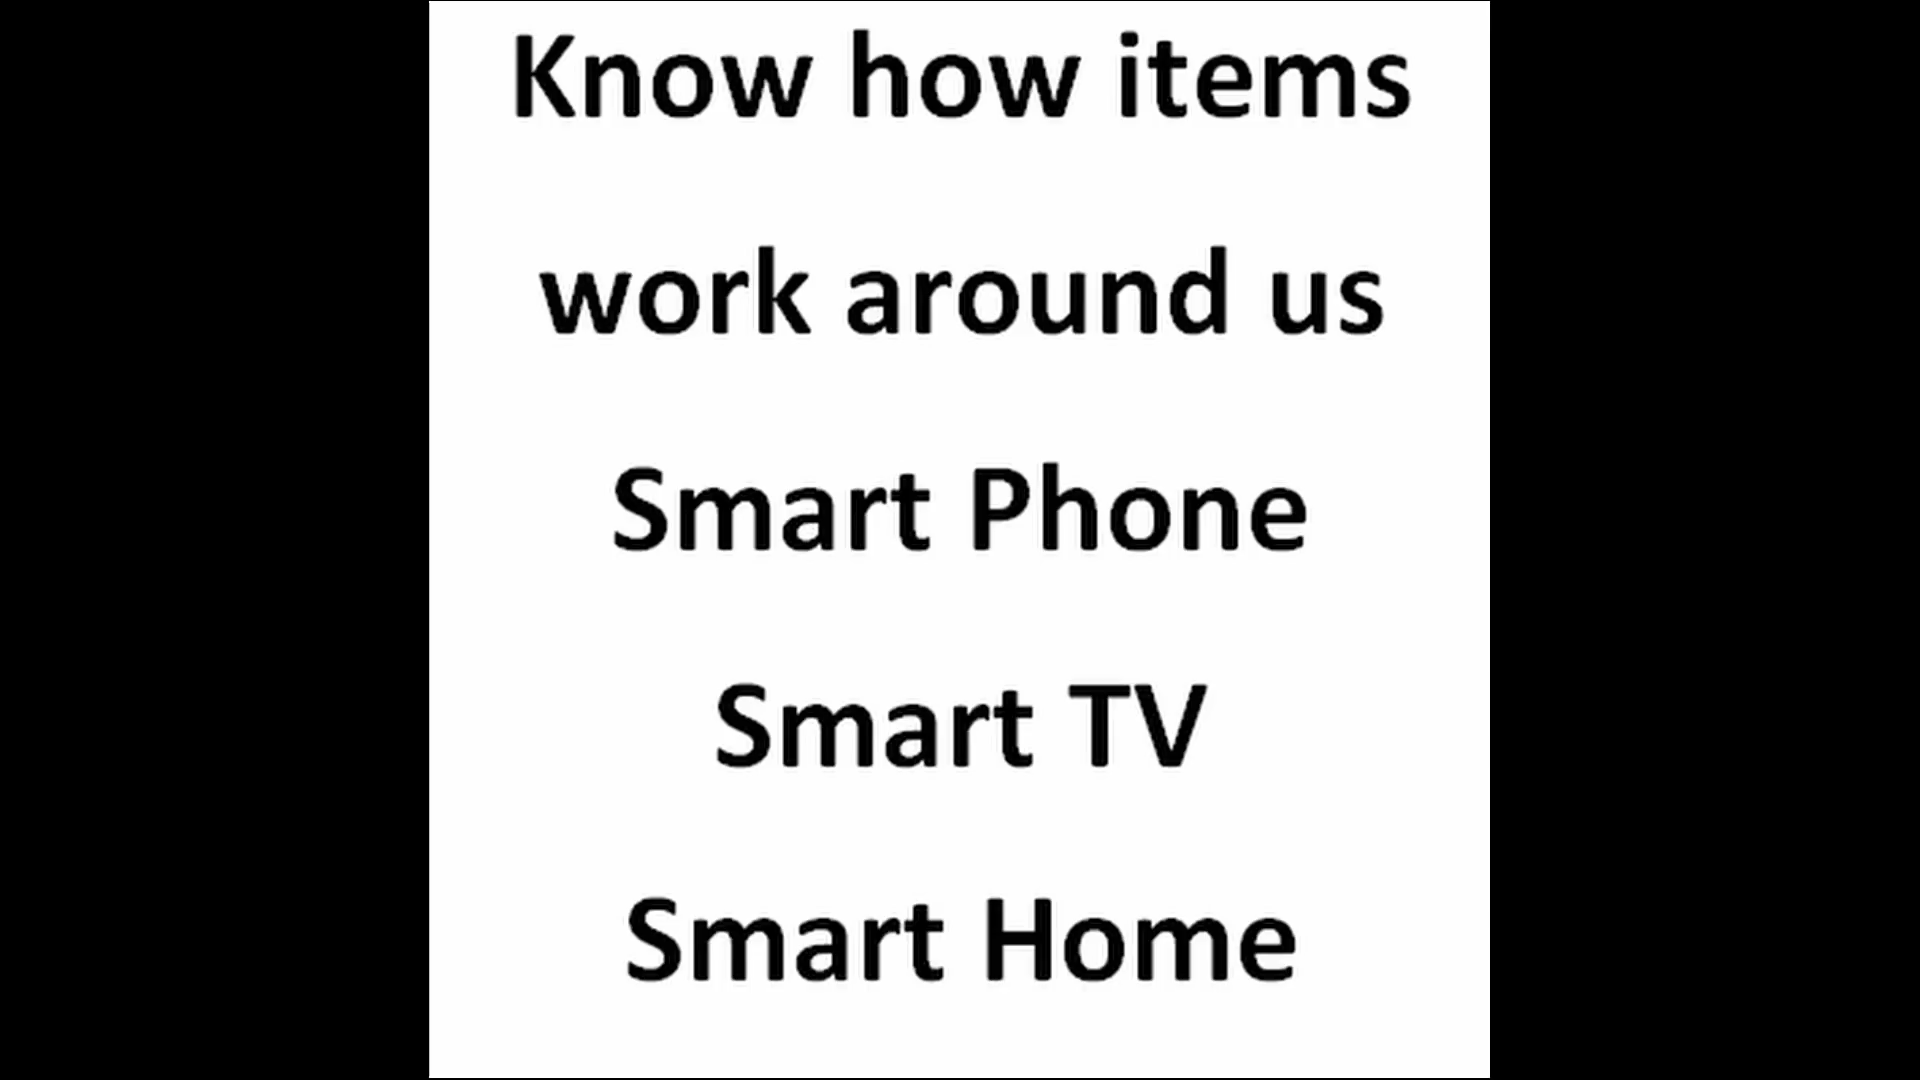 Know how items
work around us
Smart Phone
Smart TV
Smart Home